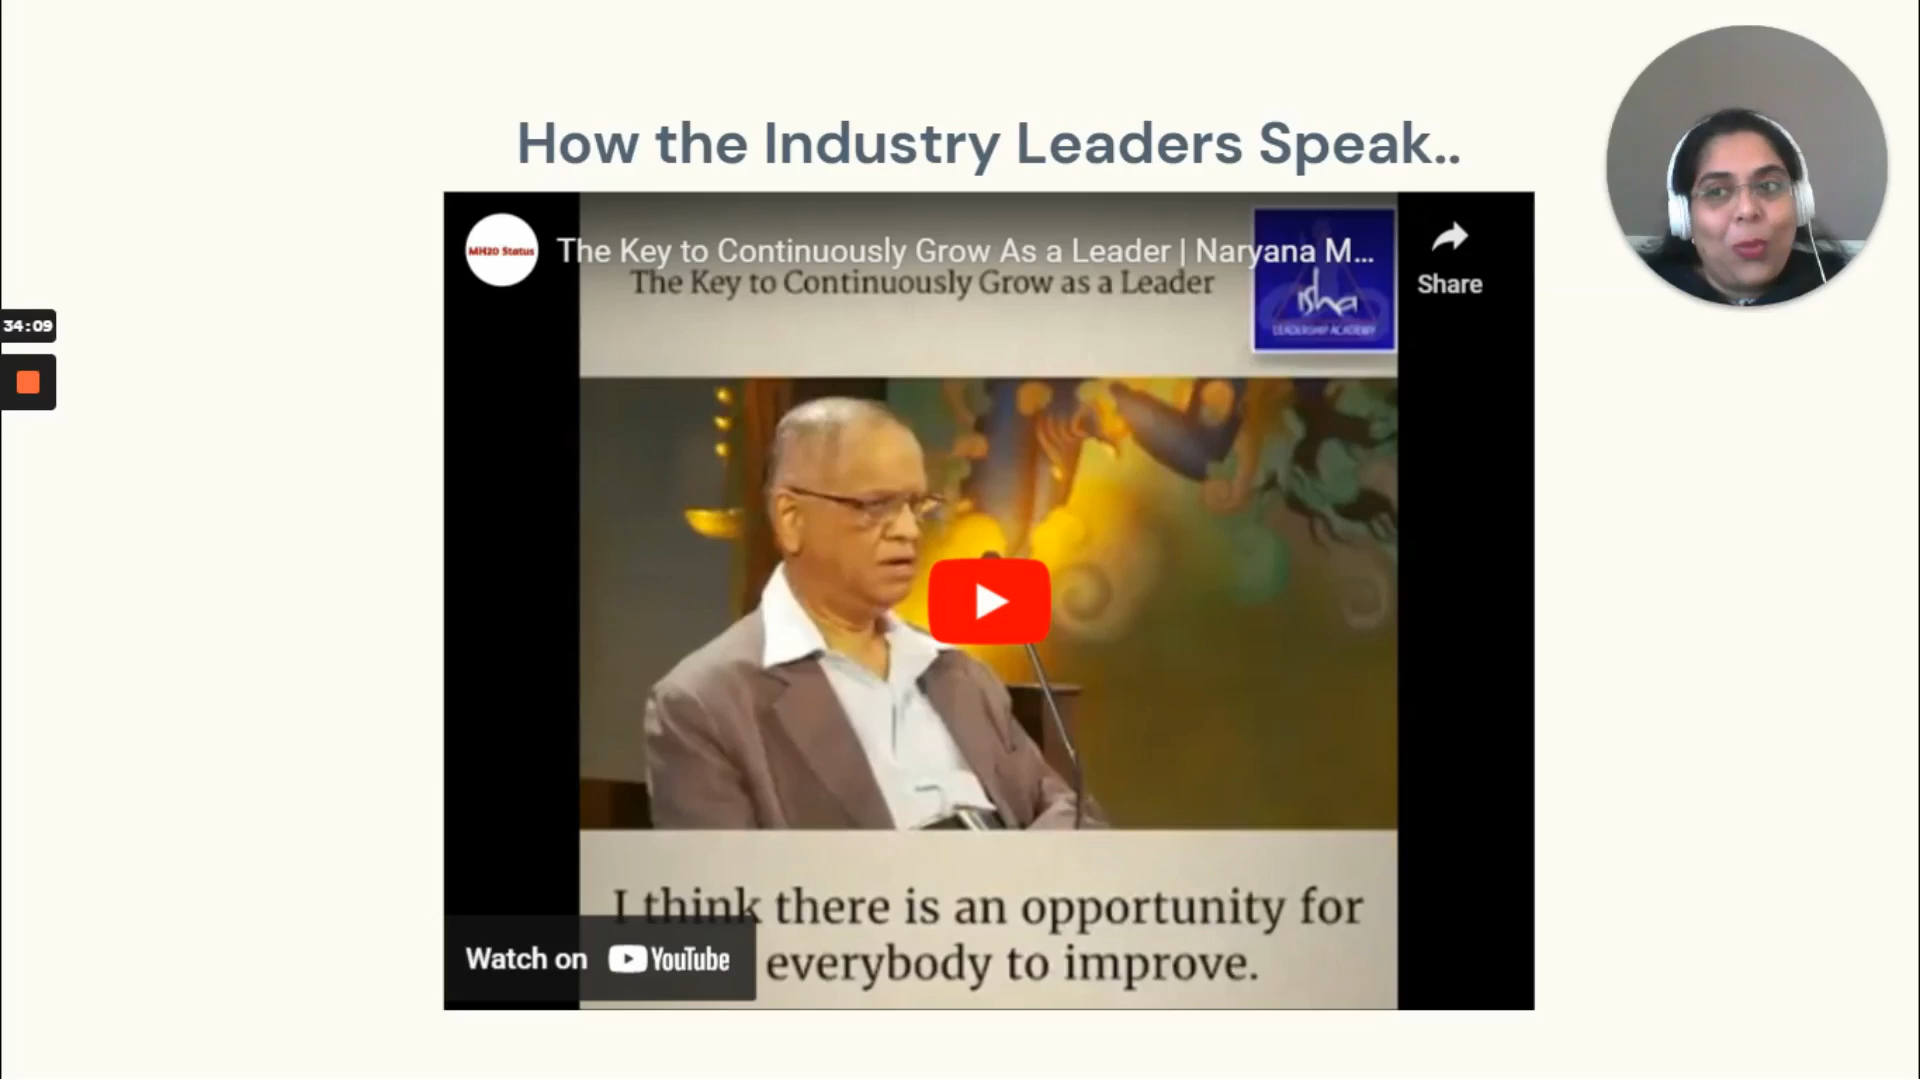 How the Industry Leaders Speak..
MH20 Status
The Key to Continuously Grow As a Leader | Naryana M...
The Key to Continuously Grow as a Leader
isha
LEADERSHIP ACADEMY
Share
34:09
I think there is an opportunity for
everybody to improve.
Watch on YouTube